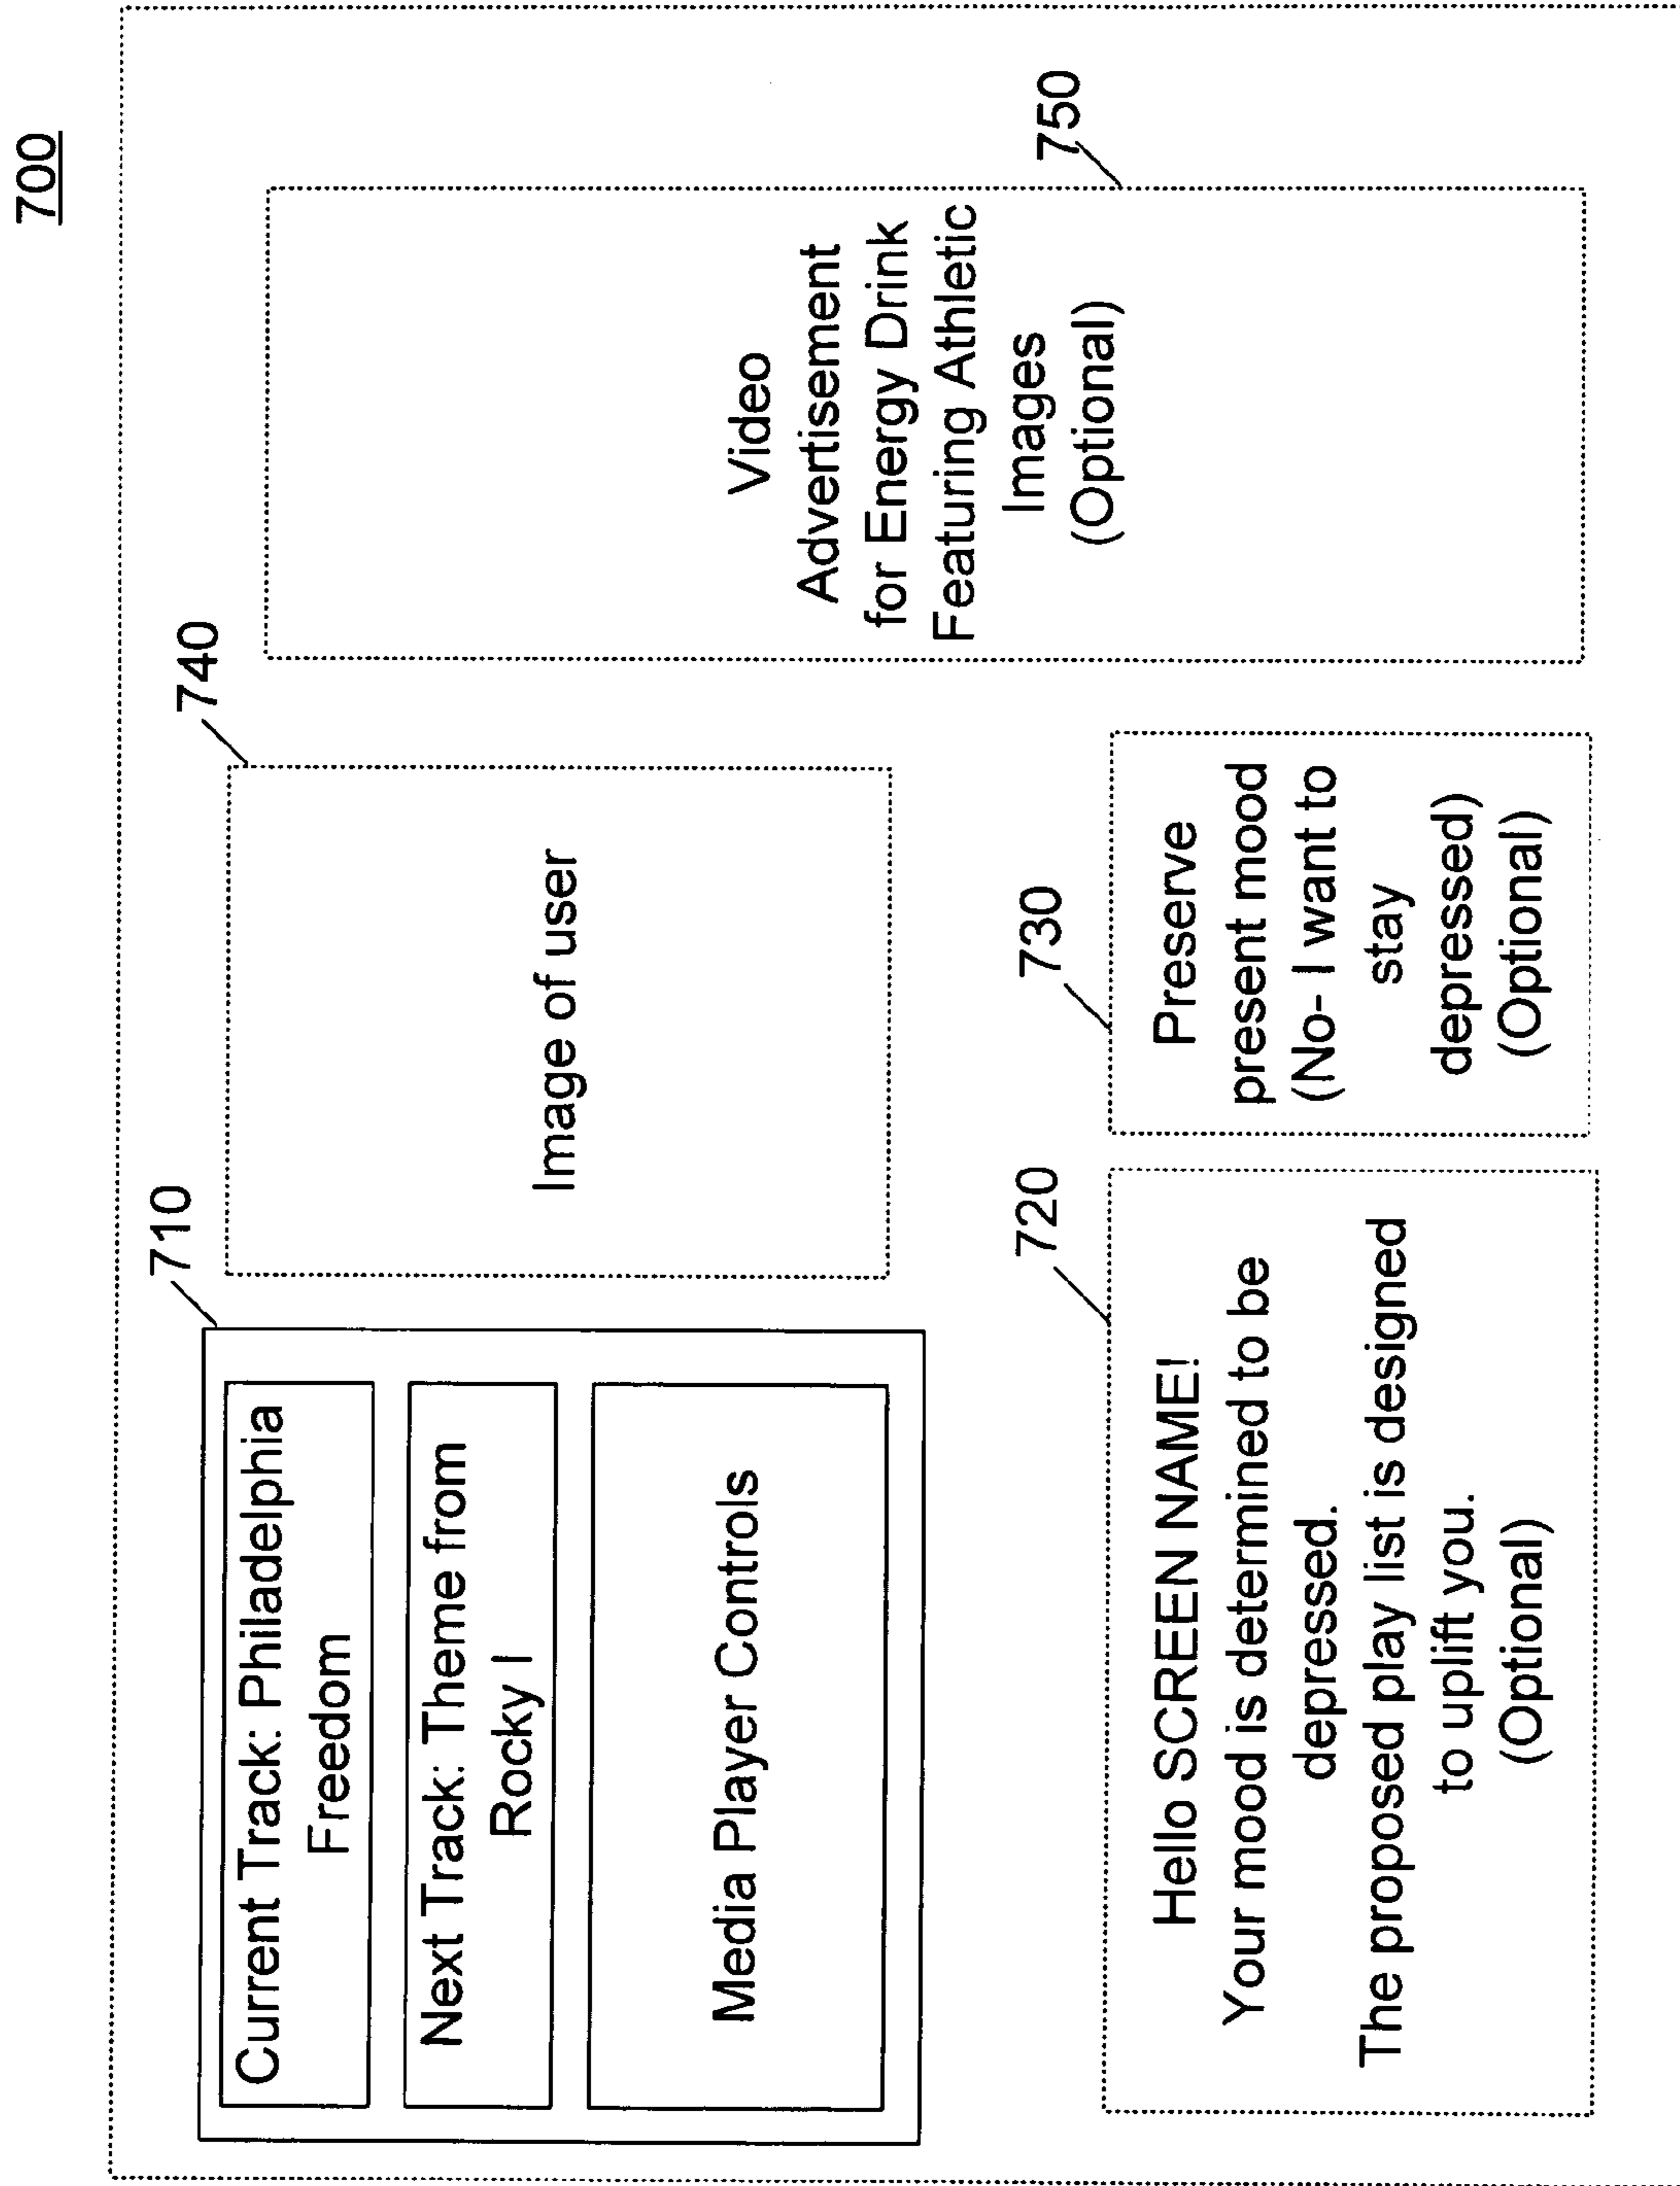 700
710
Current Track: Philadelphia
Freedom
Next Track: Theme from
Rocky I
Media Player Controls
740
Image of user
750
Video
Advertisement
for Energy Drink
Featuring Athletic
Images
(Optional)
720
Hello SCREEN NAME!
Your mood is determined to be
depressed.
The proposed play list is designed
to uplift you.
(Optional)
730
Preserve
present mood
(No- I want to
stay
depressed)
(Optional)